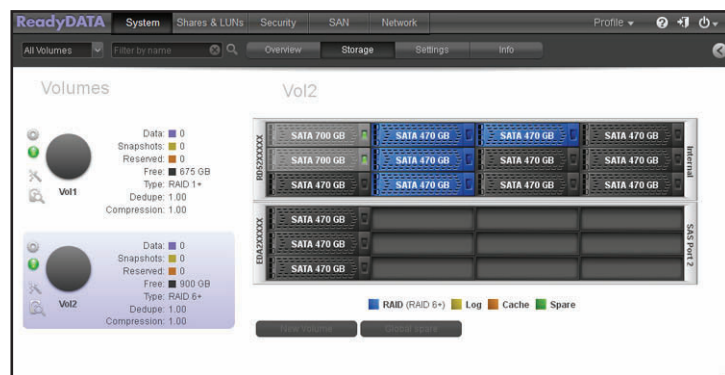 ReadyDATA System Shares & LUNs Security SAN Network Profile
All Volumes Filter by name Overview Storage Settings Info
Volumes
Data: 0
Snapshots: 0
Reserved: 0
Free: 675 GB
Type: RAID 1+
Dedupe: 1.00
Compression: 1.00
Vol1
Data: 0
Snapshots: 0
Reserved: 0
Free: 900 GB
Type: RAID 6+
Dedupe: 1.00
Compression: 1.00
Vol2
Vol2
RD52XXXXX
SATA 700 GB SATA 470 GB SATA 470 GB SATA 470 GB
SATA 700 GB SATA 470 GB SATA 470 GB SATA 470 GB
SATA 470 GB SATA 470 GB SATA 470 GB SATA 470 GB
Internal
EDA2XXXXX
SATA 470 GB
SATA 470 GB
SATA 470 GB
SAS Port 2
RAID (RAID 6+) Log Cache Spare
New volume Global spare